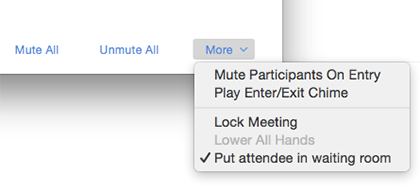 Mute All Unmute All More
Mute Participants On Entry
Play Enter/Exit Chime
Lock Meeting
Lower All Hands
Put attendee in waiting room